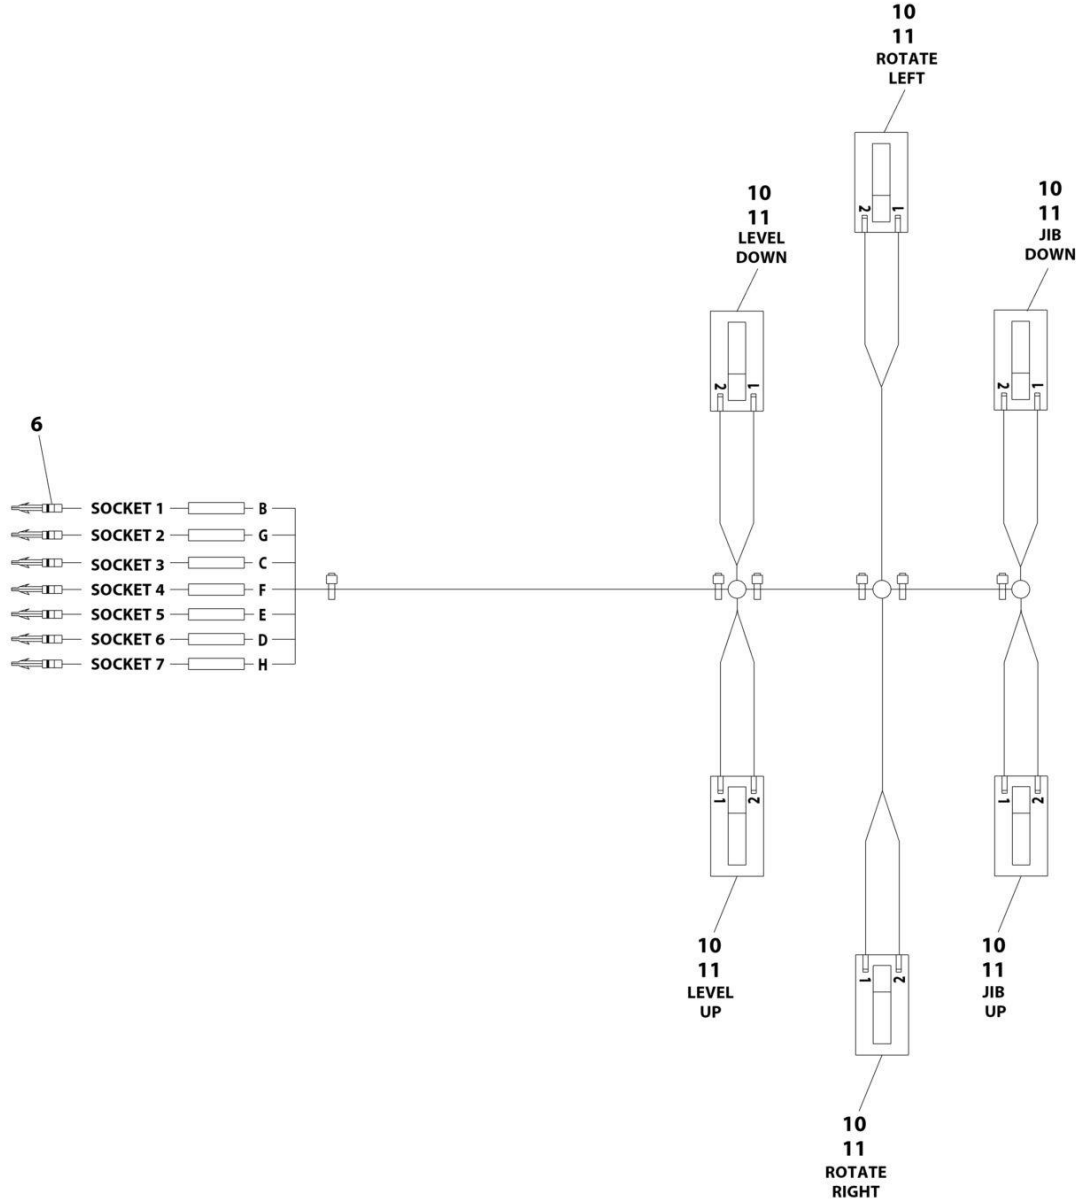 10
11
ROTATE
LEFT
2 1
10
11
LEVEL
DOWN
2 1
10
11
JIB
DOWN
2 1
6
SOCKET 1 B
SOCKET 2 G
SOCKET 3 C
SOCKET 4 F
SOCKET 5 E
SOCKET 6 D
SOCKET 7 H
1 2
10
11
LEVEL
UP
1 2
10
11
JIB
UP
1 2
10
11
ROTATE
RIGHT